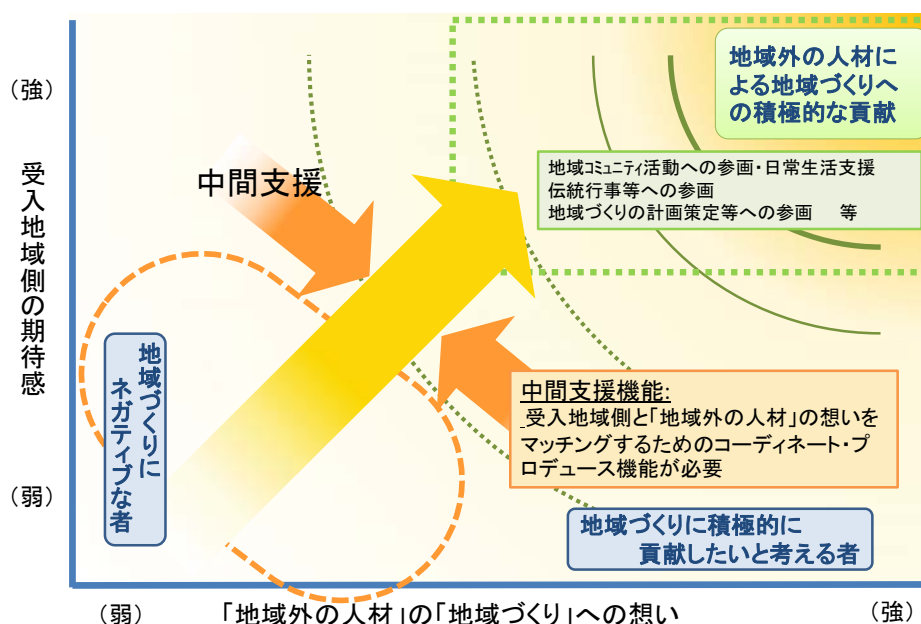 (強)
受入地域側の期待感
(弱)
中間支援
地域外の人材に
よる地域づくりへ
の積極的な貢献
地域ｺﾐｭﾆﾃｨ活動への参画・日常生活支援
伝統行事等への参画
地域づくりの計画策定等への参画　等
地域づくりに
ネガティブな者
中間支援機能:
受入地域側と「地域外の人材」の想いを
マッチングするためのコーディネート・プ
ロデュース機能が必要
地域づくりに積極的に
貢献したいと考える者
(弱)
「地域外の人材」の「地域づくり」への想い
(強)